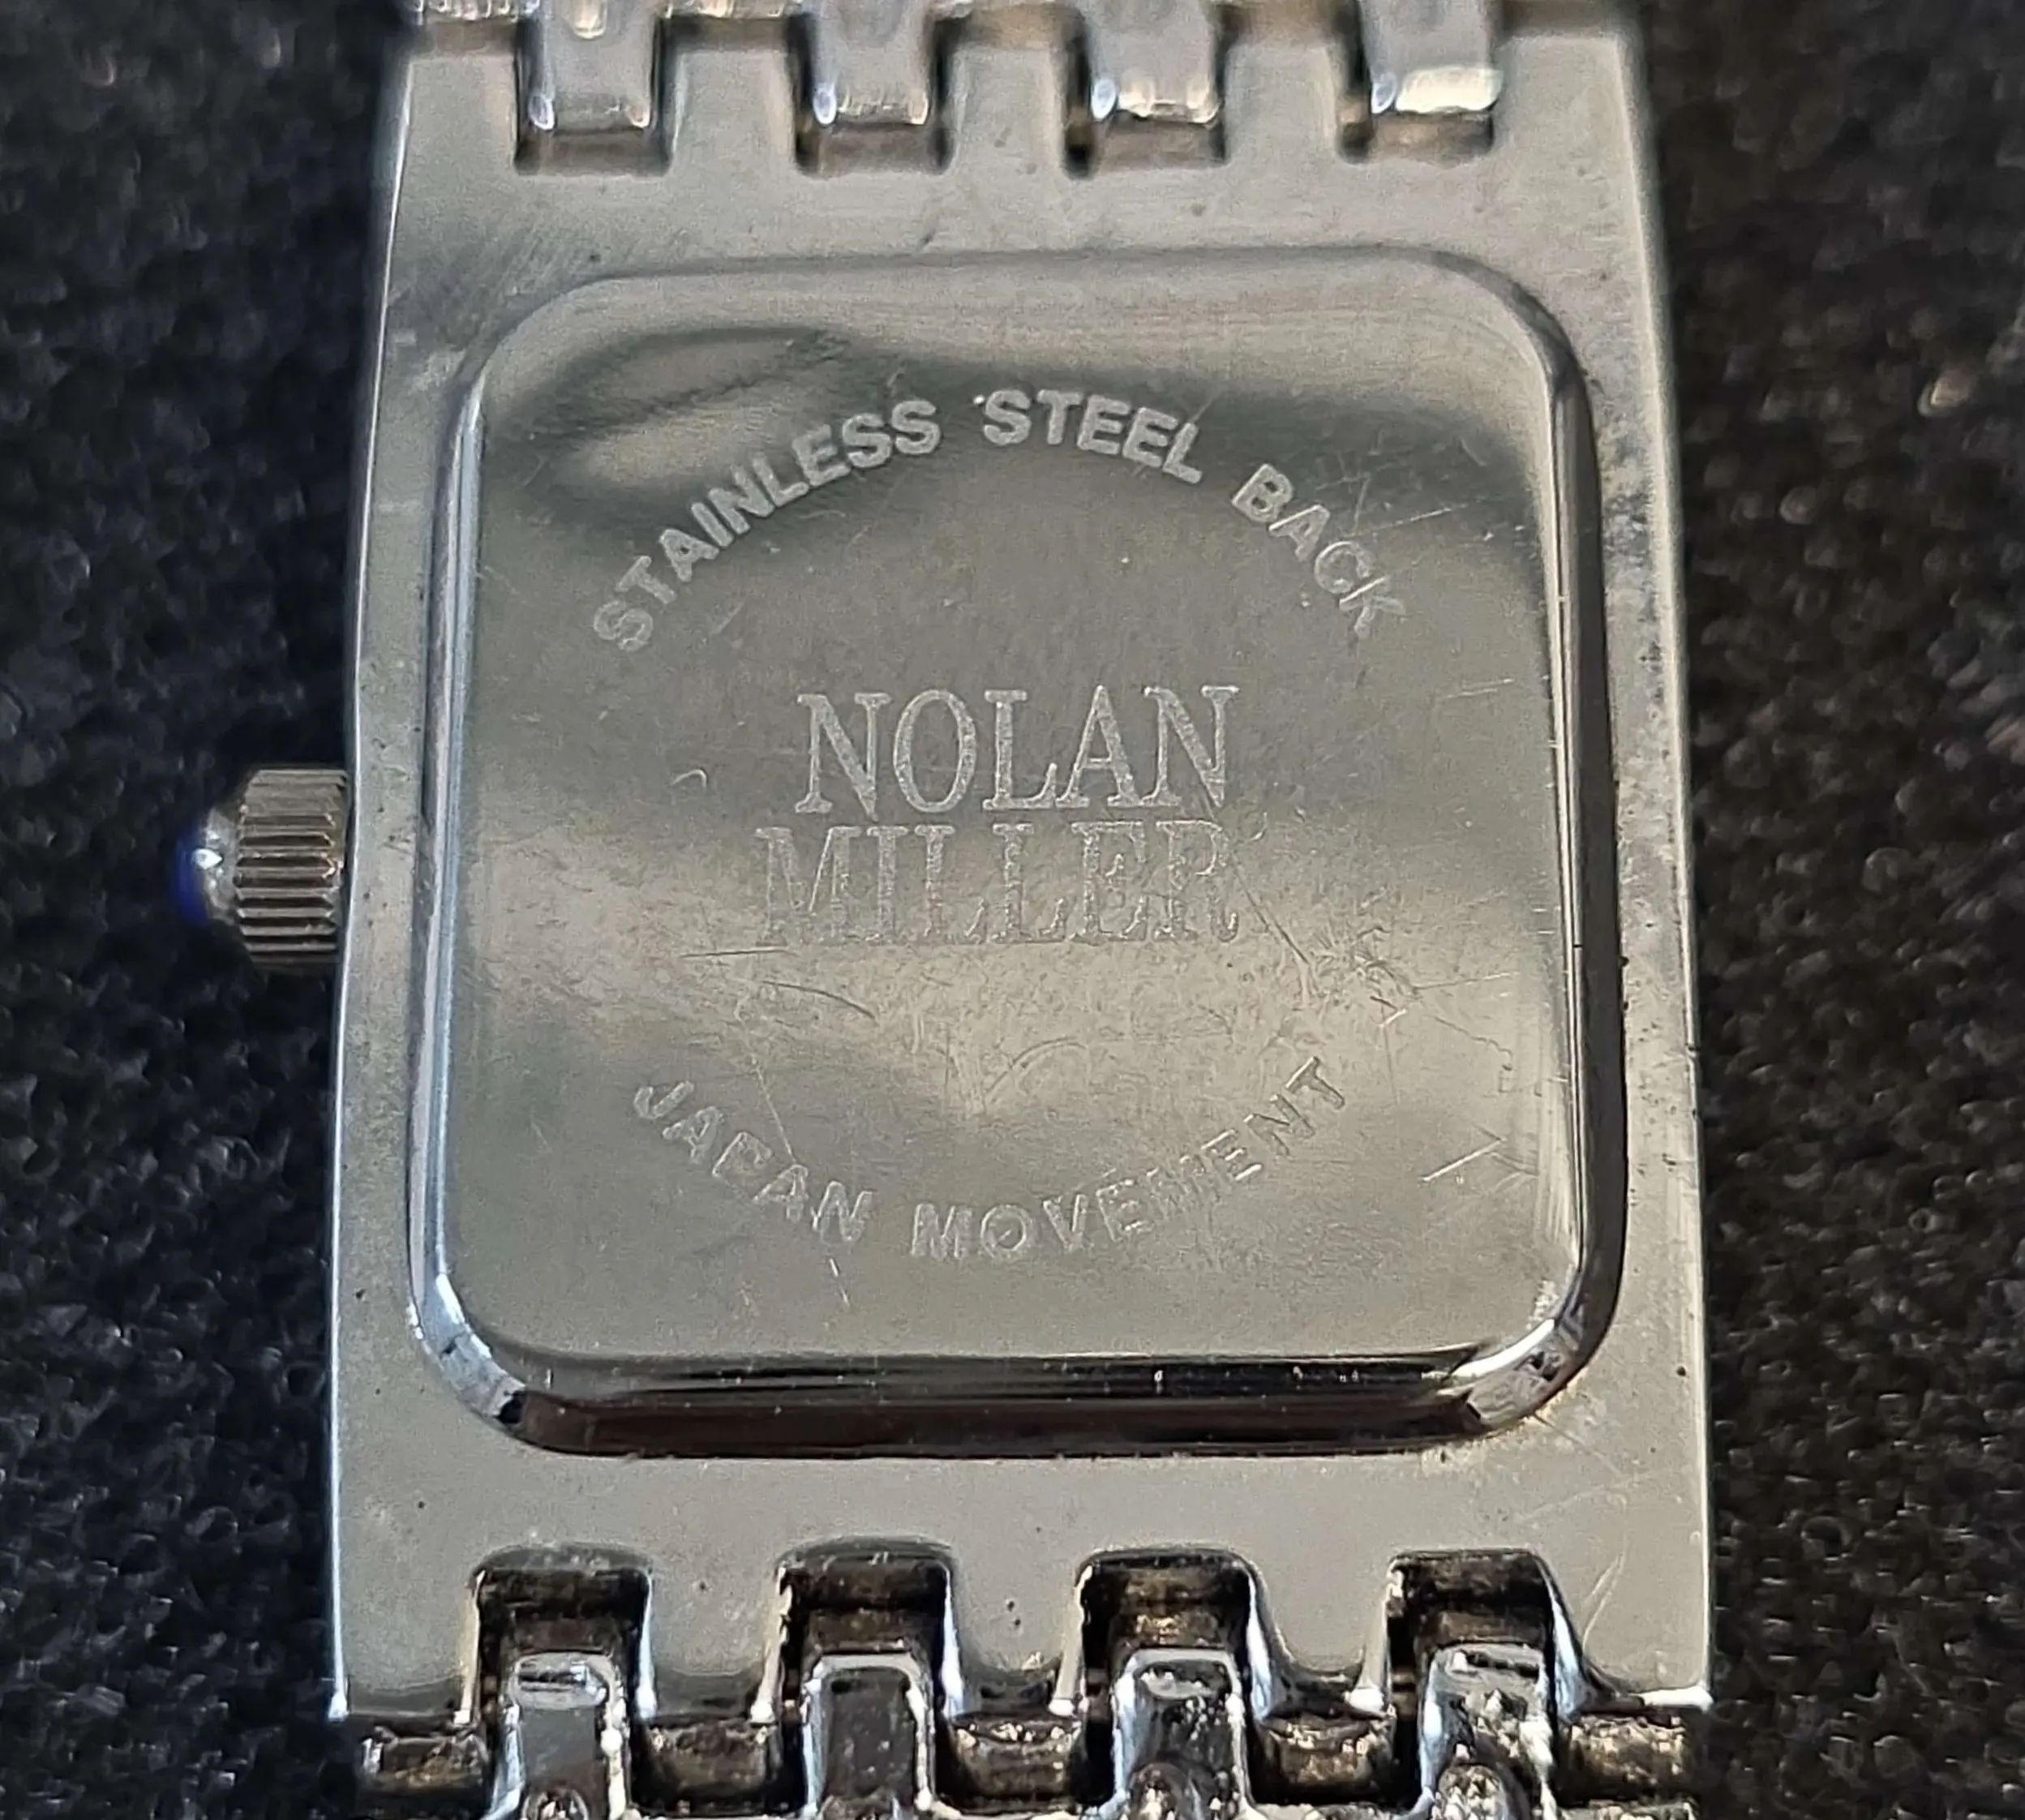 STAINLESS STEEL BACK
NOLAN
MILLER
JAPAN MOVEMENT